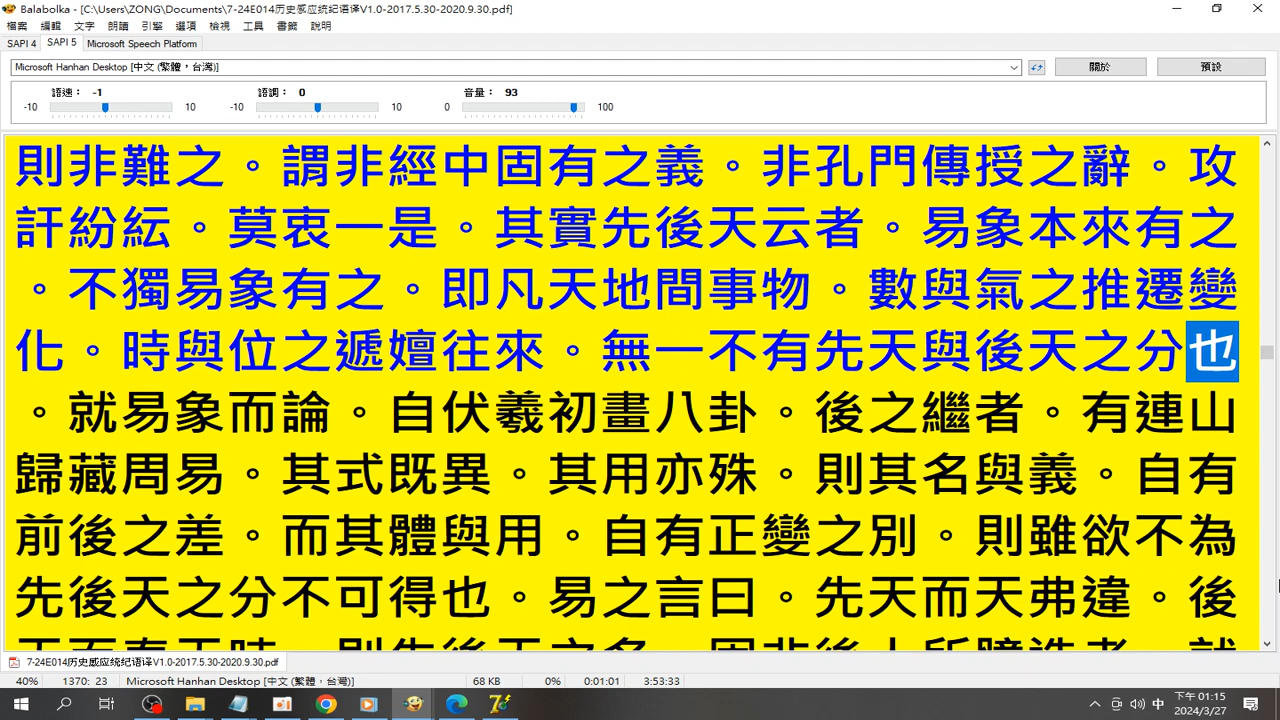 Balabolka - [C:\Users\ZONG\Documents\7-24E014历史感应统纪语译V1.0-2017.5.30-2020.9.30.pdf]
檔案 編輯 文字 朗讀 引擎 選項 檢視 工具 書籤 說明
SAPI 4 SAPI 5 Microsoft Speech Platform
Microsoft Hanhan Desktop [中文 (繁體，台灣)] 關於 預設
語速： -1 語調： 0 音量： 93
-10 10 -10 10 0 100
則非難之。謂非經中固有之義。非孔門傳授之辭。攻
訐紛紜。莫衷一是。其實先後天云者。易象本來有之
。不獨易象有之。即凡天地間事物。數與氣之推遷變
化。時與位之遞嬗往來。無一不有先天與後天之分也
。就易象而論。自伏羲初畫八卦。後之繼者。有連山
歸藏周易。其式既異。其用亦殊。則其名與義。自有
前後之差。而其體與用。自有正變之別。則雖欲不為
先後天之分不可得也。易之言曰。先天而天弗違。後
7-24E014历史感应统纪语译V1.0-2017.5.30-2020.9.30.pdf
40% 1370: 23 Microsoft Hanhan Desktop [中文 (繁體，台灣)] 68 KB 0% 0:01:01 3:53:33
中 下午 01:15
2024/3/27